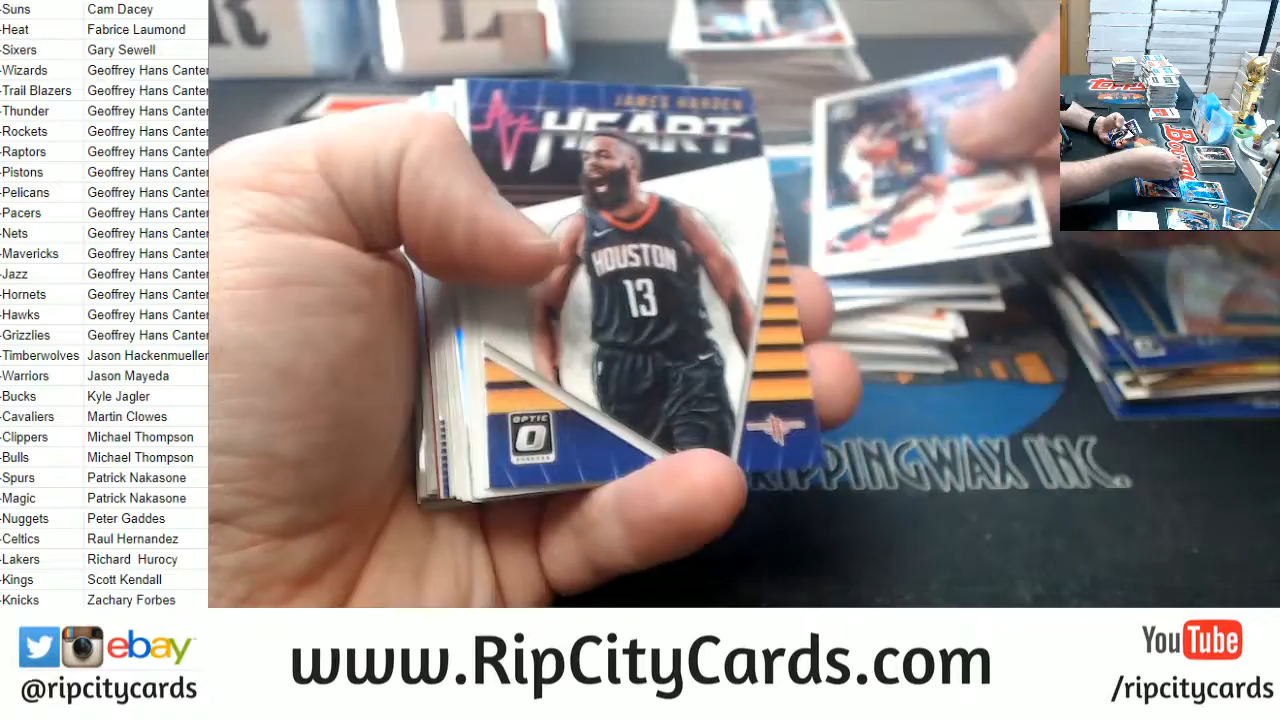 -Suns Cam Dacey
-Heat Fabrice Laumond
-Sixers Gary Sewell
-Wizards Geoffrey Hans Canter
-Trail Blazers Geoffrey Hans Canter
-Thunder Geoffrey Hans Canter
-Rockets Geoffrey Hans Canter
-Raptors Geoffrey Hans Canter
-Pistons Geoffrey Hans Canter
-Pelicans Geoffrey Hans Canter
-Pacers Geoffrey Hans Canter
-Nets Geoffrey Hans Canter
-Mavericks Geoffrey Hans Canter
-Jazz Geoffrey Hans Canter
-Hornets Geoffrey Hans Canter
-Hawks Geoffrey Hans Canter
-Grizzlies Geoffrey Hans Canter
-Timberwolves Jason Hackenmueller
-Warriors Jason Mayeda
-Bucks Kyle Jagler
-Cavaliers Martin Clowes
-Clippers Michael Thompson
-Bulls Michael Thompson
-Spurs Patrick Nakasone
-Magic Patrick Nakasone
-Nuggets Peter Gaddes
-Celtics Raul Hernandez
-Lakers Richard Hurocy
-Kings Scott Kendall
-Knicks Zachary Forbes
JAMES HARDEN
ALL HEART
HOUSTON
13
OPTIC
RIPPINGWAX INC.
TOPPS
ebay
@ripcitycards
www.RipCityCards.com
YouTube
/ripcitycards